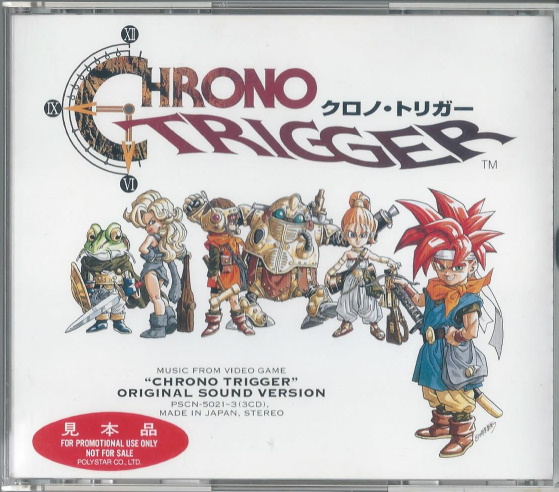 XII
IX
VI
CHRONO
クロノ・トリガー
TRIGGER
TM
MUSIC FROM VIDEO GAME
“CHRONO TRIGGER”
ORIGINAL SOUND VERSION
PSCN-5021~3(3CD),
MADE IN JAPAN, STEREO
見本品
FOR PROMOTIONAL USE ONLY
NOT FOR SALE
POLYSTAR CO., LTD.